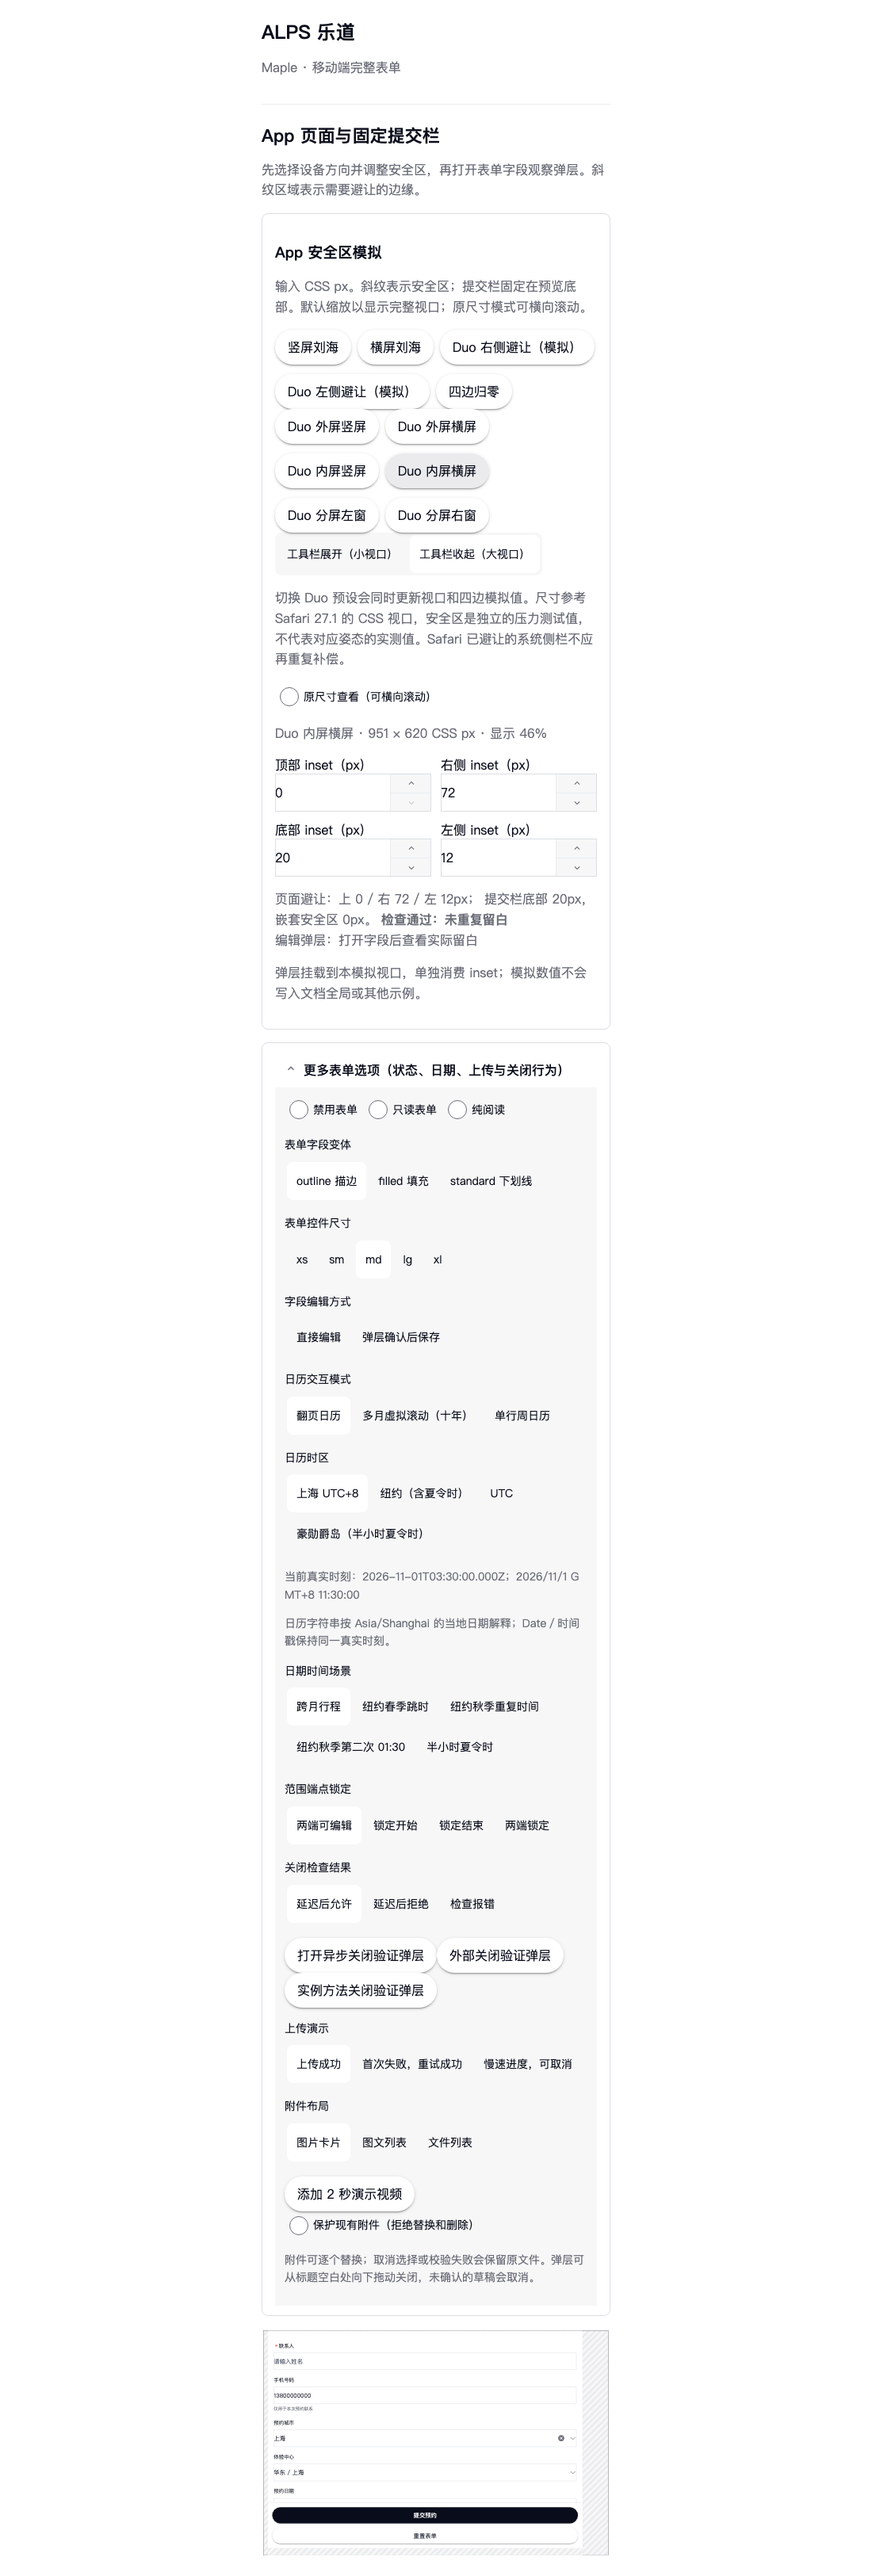 ALPS 乐道
Maple · 移动端完整表单
App 页面与固定提交栏
先选择设备方向并调整安全区，再打开表单字段观察弹层。斜
纹区域表示需要避让的边缘。
App 安全区模拟
输入 CSS px。斜纹表示安全区；提交栏固定在预览底
部。默认缩放以显示完整视口；原尺寸模式可横向滚动。
竖屏刘海 横屏刘海 Duo 右侧避让（模拟）
Duo 左侧避让（模拟） 四边归零
Duo 外屏竖屏 Duo 外屏横屏
Duo 内屏竖屏 Duo 内屏横屏
Duo 分屏左窗 Duo 分屏右窗
工具栏展开（小视口） 工具栏收起（大视口）
切换 Duo 预设会同时更新视口和四边模拟值。尺寸参考
Safari 27.1 的 CSS 视口，安全区是独立的压力测试值，
不代表对应姿态的实测值。Safari 已避让的系统侧栏不应
再重复补偿。
原尺寸查看（可横向滚动）
Duo 内屏横屏 · 951 × 620 CSS px · 显示 46%
顶部 inset（px） 右侧 inset（px）
0 72
底部 inset（px） 左侧 inset（px）
20 12
页面避让：上 0 / 右 72 / 左 12px； 提交栏底部 20px，
嵌套安全区 0px。 检查通过：未重复留白
编辑弹层：打开字段后查看实际留白
弹层挂载到本模拟视口，单独消费 inset；模拟数值不会
写入文档全局或其他示例。
更多表单选项（状态、日期、上传与关闭行为）
禁用表单 只读表单 纯阅读
表单字段变体
outline 描边 filled 填充 standard 下划线
表单控件尺寸
xs sm md lg xl
字段编辑方式
直接编辑 弹层确认后保存
日历交互模式
翻页日历 多月虚拟滚动（十年） 单行周日历
日历时区
上海 UTC+8 纽约（含夏令时） UTC
豪勋爵岛（半小时夏令时）
当前真实时刻：2026-11-01T03:30:00.000Z；2026/11/1 G
MT+8 11:30:00
日历字符串按 Asia/Shanghai 的当地日期解释；Date / 时间
戳保持同一真实时刻。
日期时间场景
跨月行程 纽约春季跳时 纽约秋季重复时间
纽约秋季第二次 01:30 半小时夏令时
范围端点锁定
两端可编辑 锁定开始 锁定结束 两端锁定
关闭检查结果
延迟后允许 延迟后拒绝 检查报错
打开异步关闭验证弹层 外部关闭验证弹层
实例方法关闭验证弹层
上传演示
上传成功 首次失败，重试成功 慢速进度，可取消
附件布局
图片卡片 图文列表 文件列表
添加 2 秒演示视频
保护现有附件（拒绝替换和删除）
附件可逐个替换；取消选择或校验失败会保留原文件。弹层可
从标题空白处向下拖动关闭，未确认的草稿会取消。
* 联系人
请输入姓名
手机号码
13800000000
仅用于本次预约联系
预约城市
上海
体验中心
华东 / 上海
预约日期
提交预约
重置表单